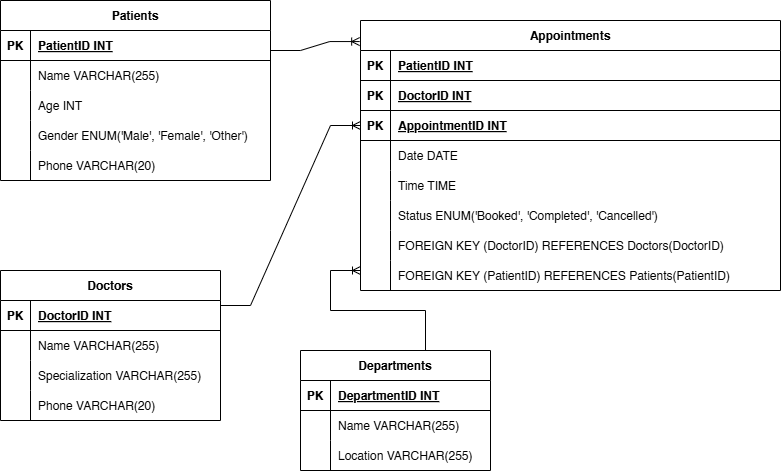 Patients
PK PatientID INT
Name VARCHAR(255)
Age INT
Gender ENUM('Male', 'Female', 'Other')
Phone VARCHAR(20)
Appointments
PK PatientID INT
PK DoctorID INT
PK AppointmentID INT
Date DATE
Time TIME
Status ENUM('Booked', 'Completed', 'Cancelled')
FOREIGN KEY (DoctorID) REFERENCES Doctors(DoctorID)
FOREIGN KEY (PatientID) REFERENCES Patients(PatientID)
Doctors
PK DoctorID INT
Name VARCHAR(255)
Specialization VARCHAR(255)
Phone VARCHAR(20)
Departments
PK DepartmentID INT
Name VARCHAR(255)
Location VARCHAR(255)